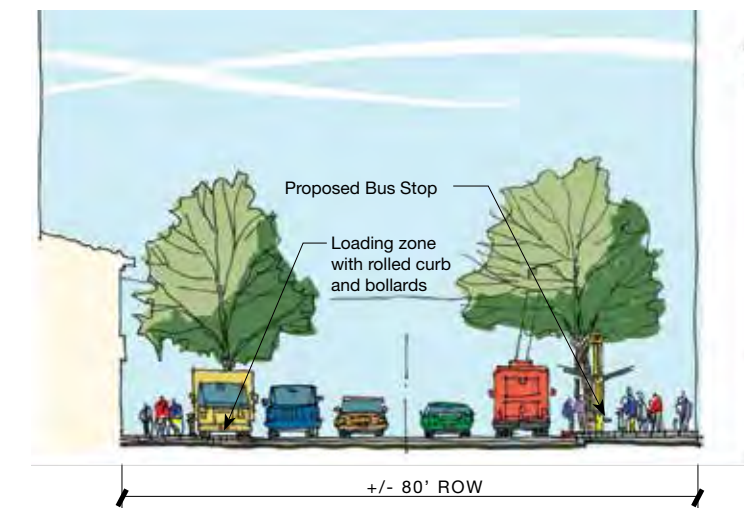 Proposed Bus Stop
Loading zone
with rolled curb
and bollards
+/- 80’ ROW